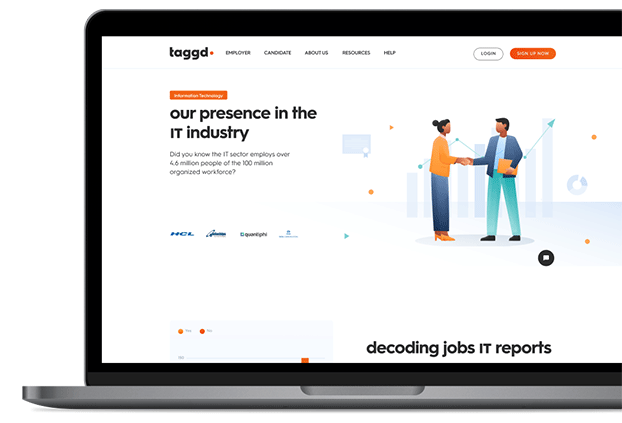 taggd
EMPLOYER CANDIDATE ABOUT US RESOURCES HELP
LOGIN
SIGN UP NOW
Information Technology
our presence in the
IT industry
Did you know the IT sector employs over
4.6 million people of the 100 million
organized workforce?
HCL
quantiphi
decoding jobs IT reports